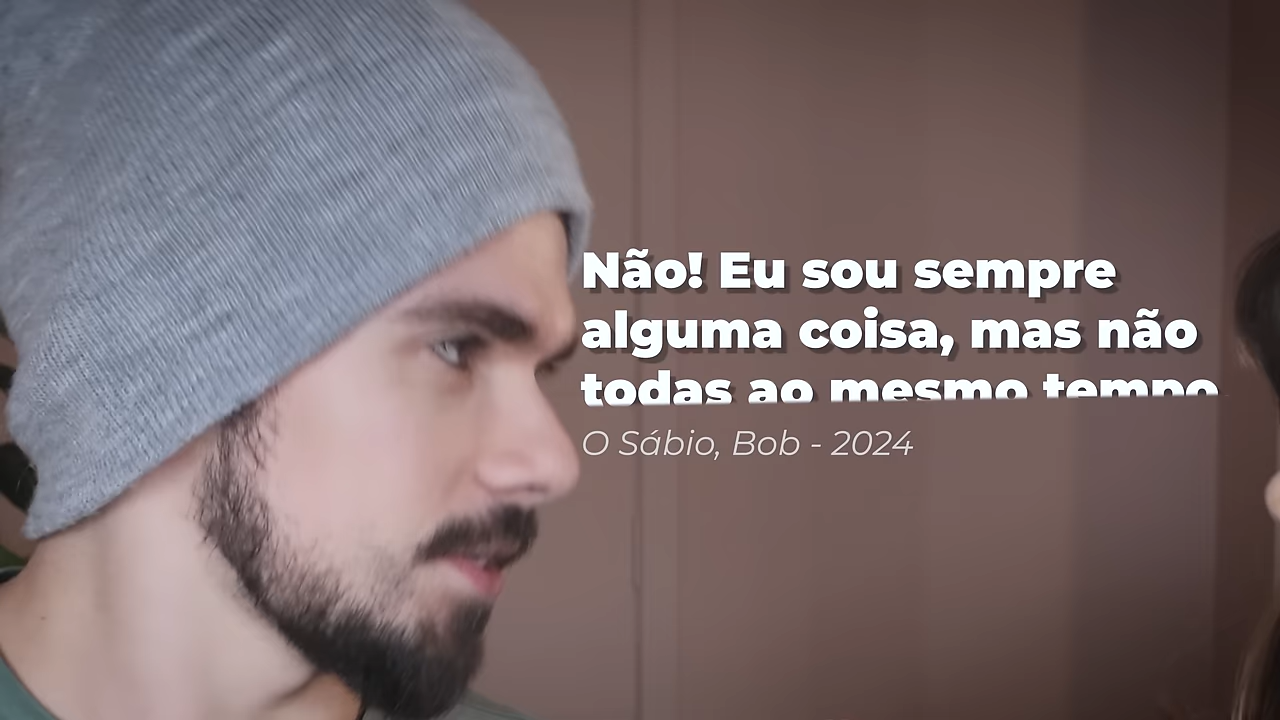 Não! Eu sou sempre
alguma coisa, mas não
todas ao mesmo tempo
O Sábio, Bob - 2024